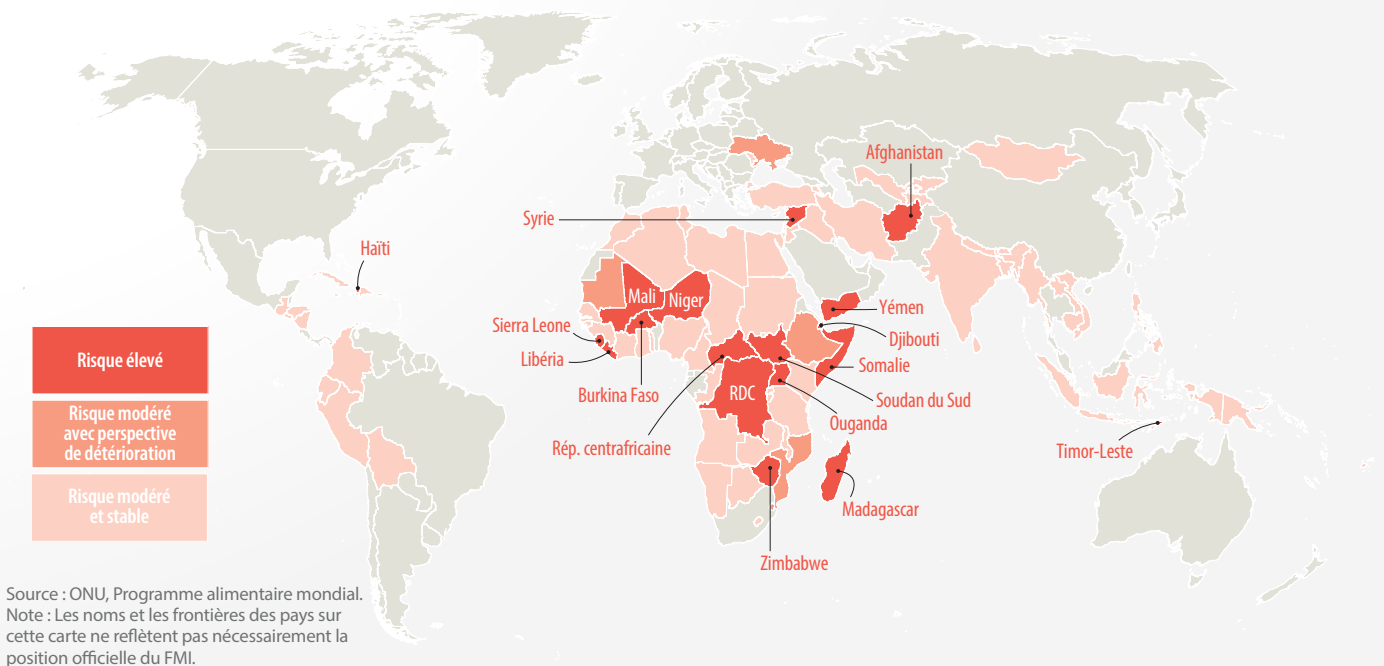 Afghanistan
Syrie
Haïti
Mali
Niger
Yémen
Sierra Leone
Djibouti
Libéria
Somalie
Burkina Faso
RDC
Soudan du Sud
Ouganda
Rép. centrafricaine
Timor-Leste
Madagascar
Zimbabwe
Risque élevé
Risque modéré
avec perspective
de détérioration
Risque modéré
et stable
Source : ONU, Programme alimentaire mondial.
Note : Les noms et les frontières des pays sur
cette carte ne reflètent pas nécessairement la
position officielle du FMI.